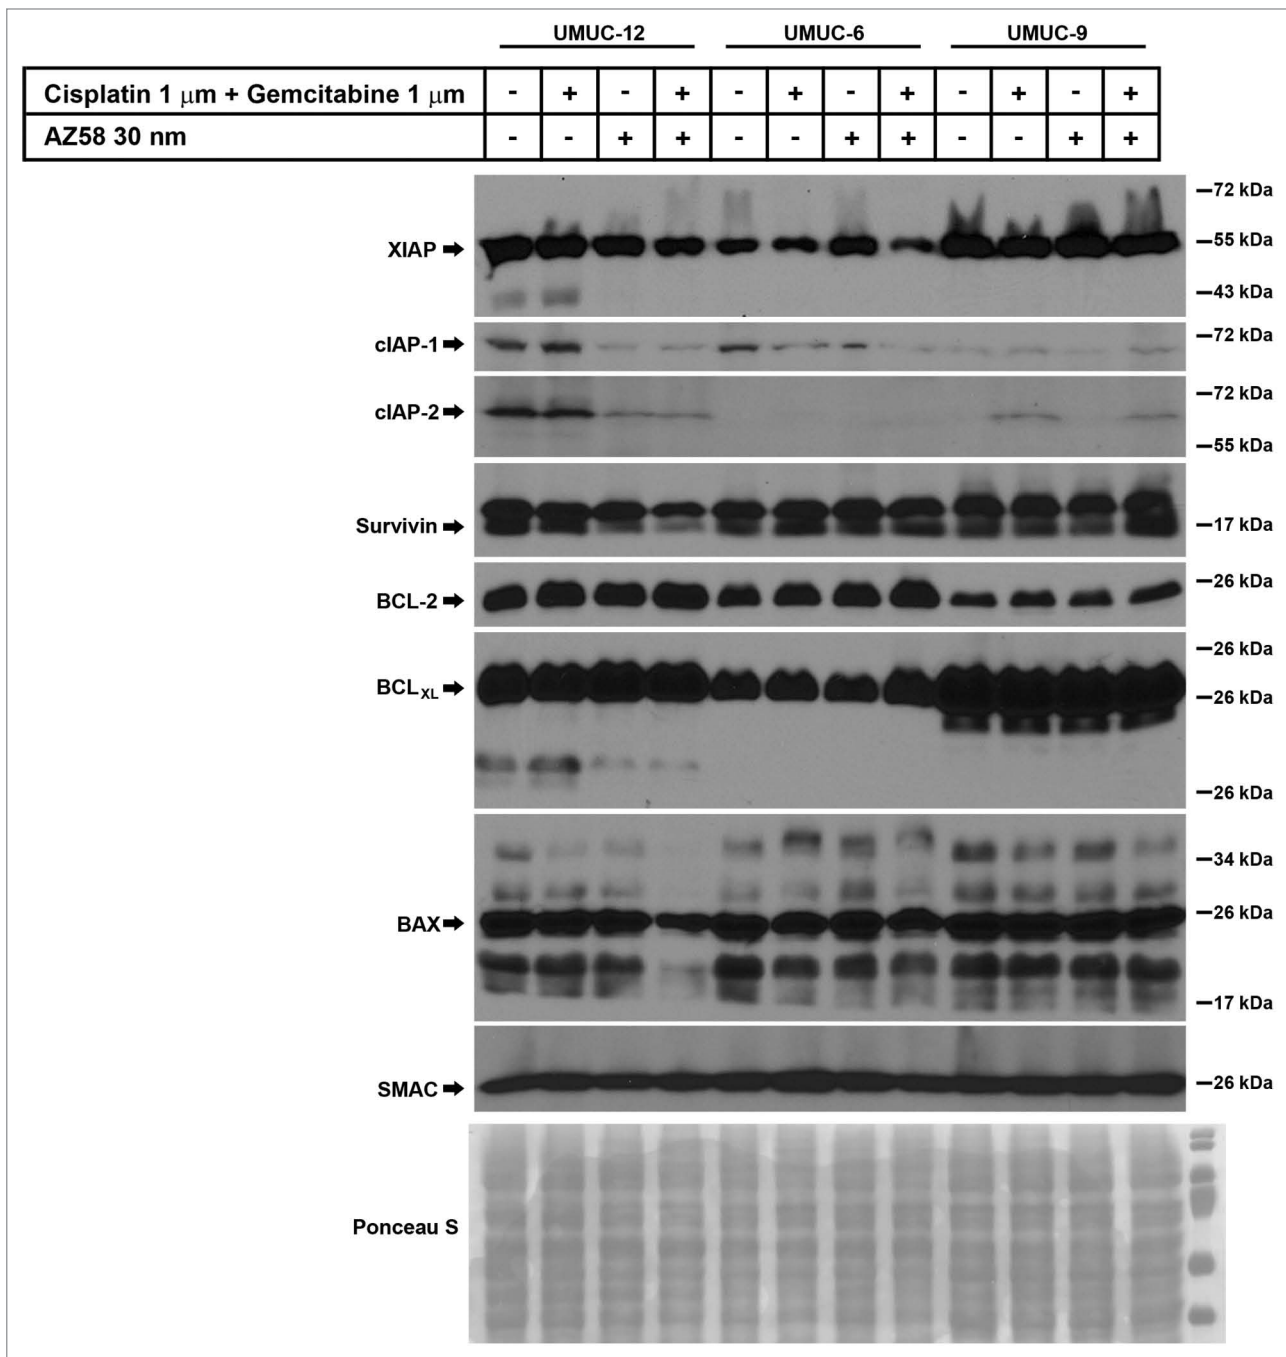 UMUC-12 UMUC-6 UMUC-9
Cisplatin 1 μm + Gemcitabine 1 μm - + - + - + - + - + - +
AZ58 30 nm - - + + - - + + - - + +
72 kDa
XIAP 55 kDa
43 kDa
cIAP-1 72 kDa
72 kDa
cIAP-2
55 kDa
Survivin 17 kDa
26 kDa
BCL-2
26 kDa
BCLXL 26 kDa
26 kDa
34 kDa
BAX 26 kDa
17 kDa
SMAC 26 kDa
Ponceau S